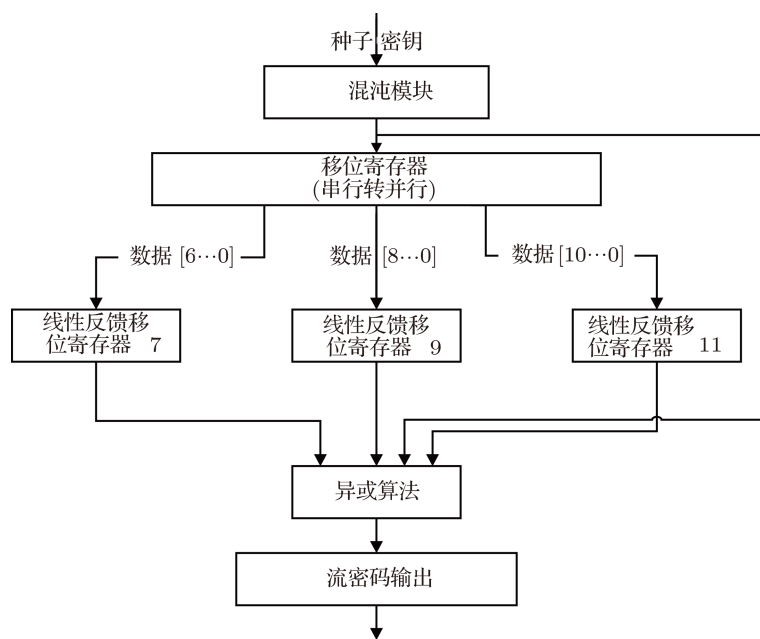 种子 密钥
混沌模块
移位寄存器
(串行转并行)
数据 [6···0]
数据 [8···0]
数据 [10···0]
线性反馈移
位寄存器 7
线性反馈移
位寄存器 9
线性反馈移
位寄存器 11
异或算法
流密码输出